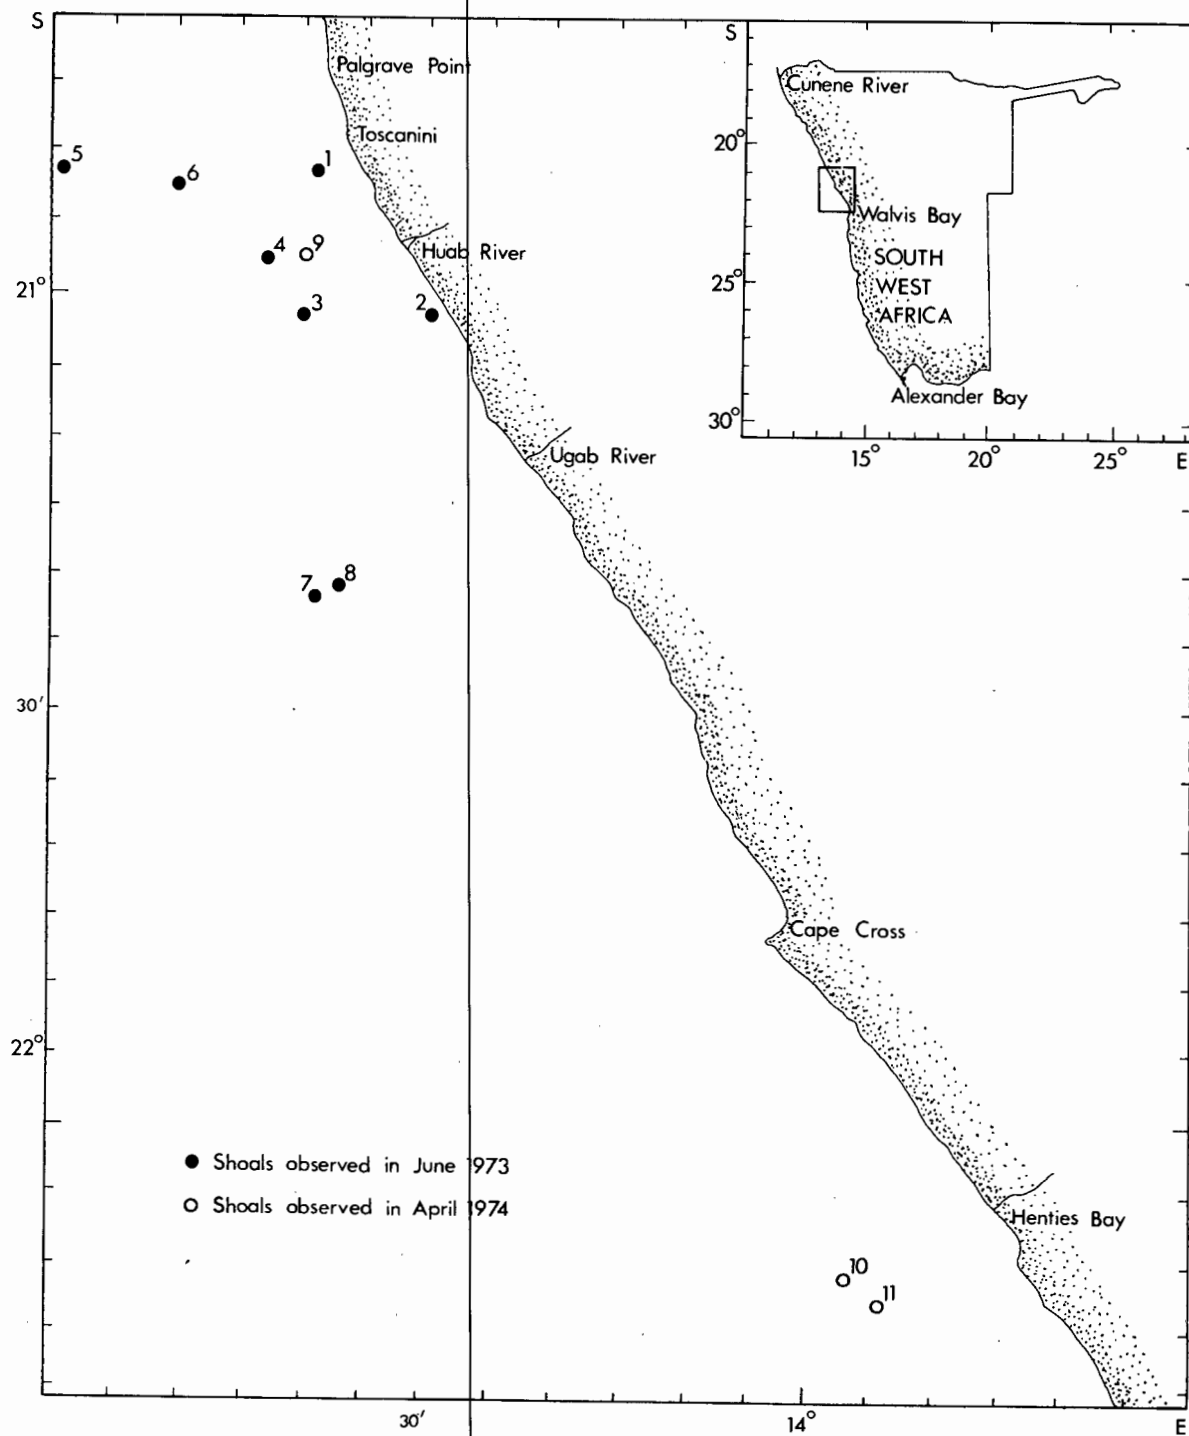 S
Palgrave Point
Toscanini
5
6
1
4
9
Huab River
21°
3
2
Ugab River
7
8
30'
Cape Cross
22°
● Shoals observed in June 1973
○ Shoals observed in April 1974
Henties Bay
10
11
30'
14°
E
S
Cunene River
20°
Walvis Bay
SOUTH
WEST
AFRICA
25°
Alexander Bay
30°
15°
20°
25°
E